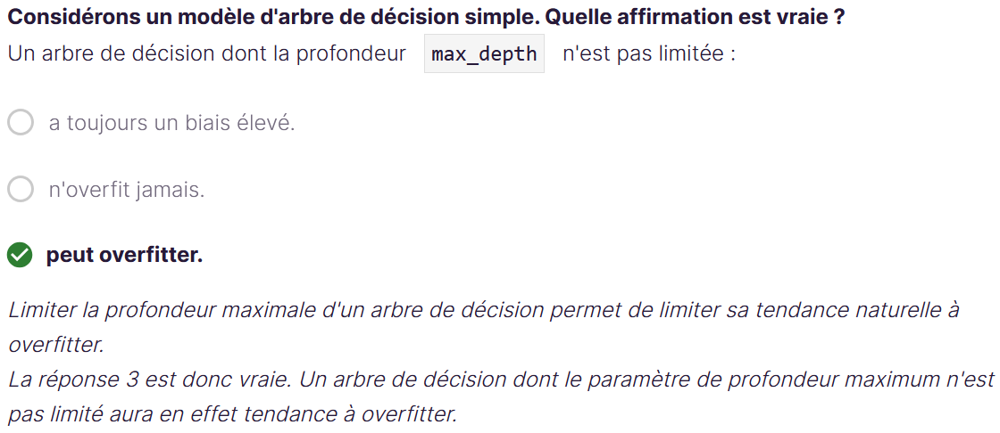 Considérons un modèle d'arbre de décision simple. Quelle affirmation est vraie ?
Un arbre de décision dont la profondeur max_depth n'est pas limitée :
a toujours un biais élevé.
n'overfit jamais.
peut overfitter.
Limiter la profondeur maximale d'un arbre de décision permet de limiter sa tendance naturelle à
overfitter.
La réponse 3 est donc vraie. Un arbre de décision dont le paramètre de profondeur maximum n'est
pas limité aura en effet tendance à overfitter.